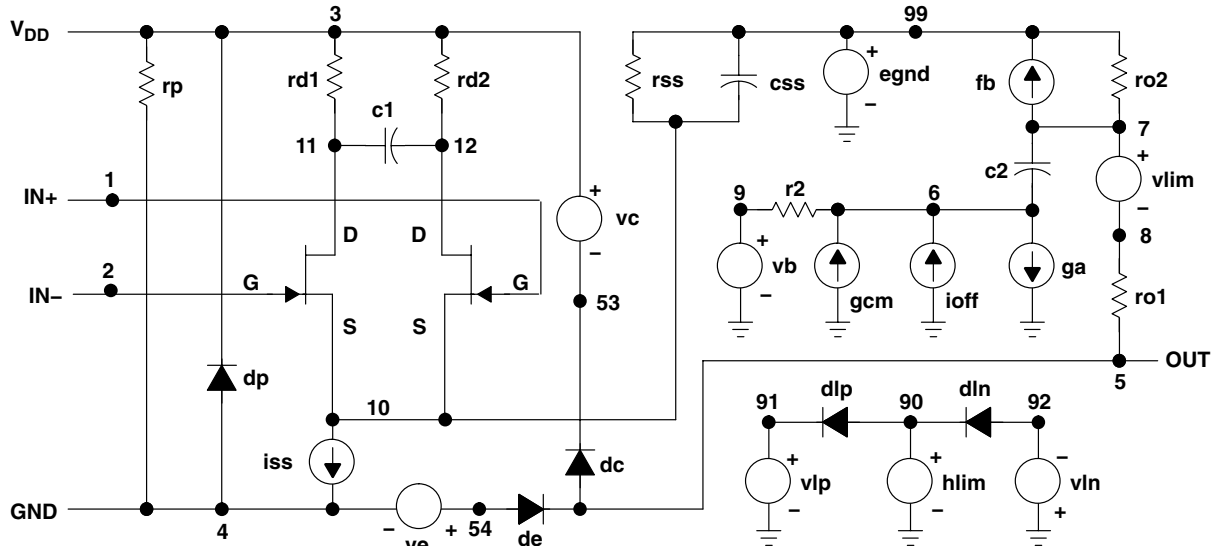 3
99
VDD
rp
rd1
rd2
rss
css
+
egnd
−
fb
ro2
c1
11
12
7
1
IN+
c2
+
vlim
−
9
r2
6
8
+
vc
−
D
D
2
IN−
G
G
+
vb
−
gcm
ioff
ga
ro1
53
S
S
OUT
5
dp
10
91
dlp
90
dln
92
iss
dc
+
vlp
−
+
hlim
−
−
vln
+
GND
4
−
+
54
de
ve